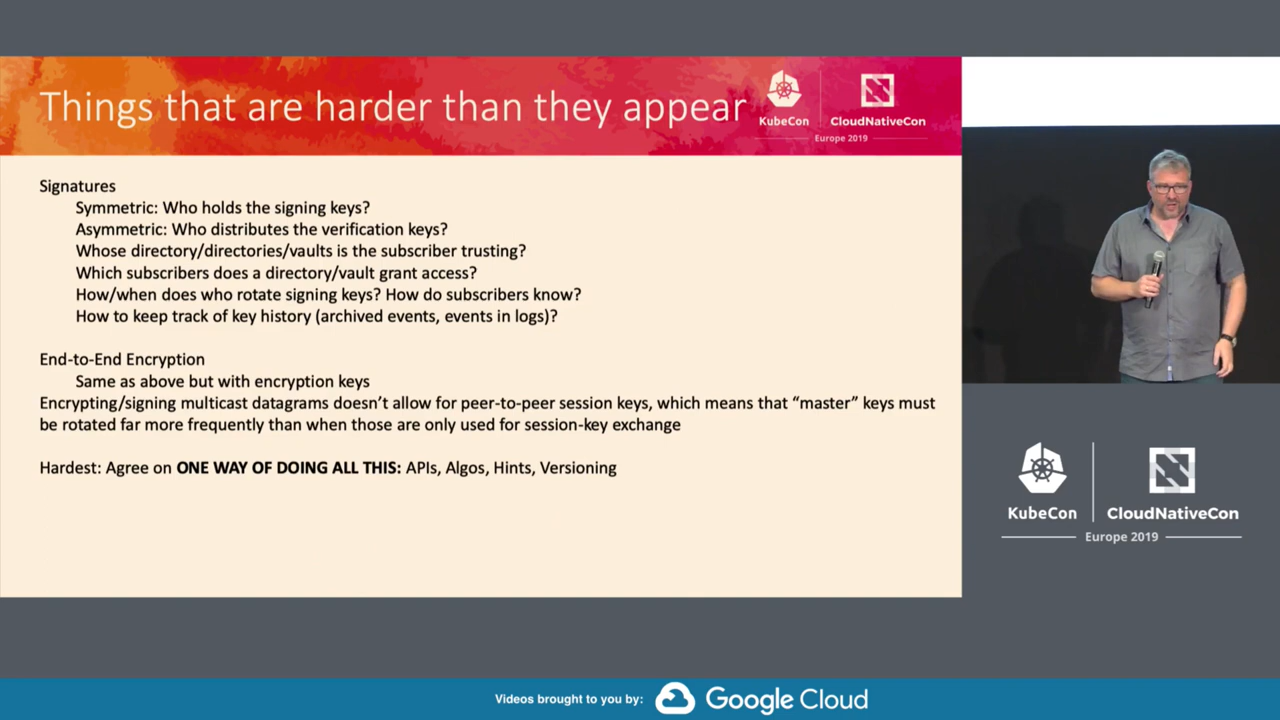 Things that are harder than they appear
KubeCon
CloudNativeCon
Europe 2019
Signatures
Symmetric: Who holds the signing keys?
Asymmetric: Who distributes the verification keys?
Whose directory/directories/vaults is the subscriber trusting?
Which subscribers does a directory/vault grant access?
How/when does who rotate signing keys? How do subscribers know?
How to keep track of key history (archived events, events in logs)?
End-to-End Encryption
Same as above but with encryption keys
Encrypting/signing multicast datagrams doesn’t allow for peer-to-peer session keys, which means that “master” keys must
be rotated far more frequently than when those are only used for session-key exchange
Hardest: Agree on ONE WAY OF DOING ALL THIS: APIs, Algos, Hints, Versioning
KubeCon
CloudNativeCon
Europe 2019
Videos brought to you by:
Google Cloud